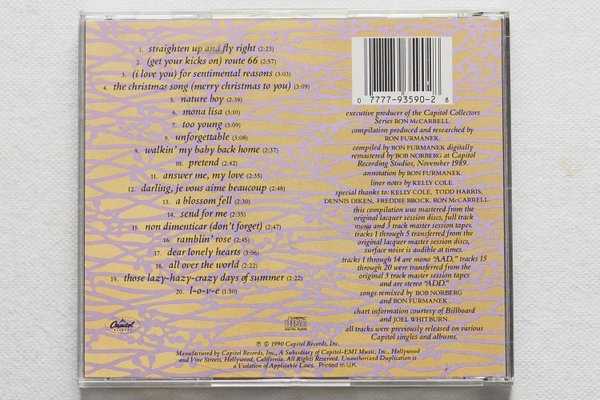 1. straighten up and fly right (2:23)
2. (get your kicks on) route 66 (2:57)
3. (i love you) for sentimental reasons (3:03)
4. the christmas song (merry christmas to you) (3:09)
5. nature boy (2:38)
6. mona lisa (3:10)
7. too young (3:09)
8. unforgettable (3:08)
9. walkin' my baby back home (3:36)
10. pretend (2:42)
11. answer me, my love (2:35)
12. darling, je vous aime beaucoup (2:48)
13. a blossom fell (2:31)
14. send for me (2:31)
15. non dimenticar (don't forget) (2:47)
16. ramblin' rose (2:45)
17. dear lonely hearts (3:08)
18. all over the world (2:22)
19. those lazy-hazy-crazy days of summer (2:22)
20. l-o-v-e (1:50)
Capitol
0 7777-93590-2 8
executive producer of the Capitol Collectors
Series RON McCARRELL.
compilation produced and researched by
RON FURMANEK.
compiled by RON FURMANEK digitally
remastered by BOB NORBERG at Capitol
Recording Studios, November 1989.
annotation by RON FURMANEK.
liner notes by KELLY COLE.
special thanks to: KELLY COLE, TODD HARRIS,
DENNIS DIKEN, FREDDIE BROCK, RON McCARRELL.
this compilation was mastered from the
original lacquer session discs, full track
mono and 3 track master session tapes.
tracks 1 through 5 transferred from the
original lacquer master session discs,
surface noise is audible at times.
tracks 1 through 14 are mono "AAD," tracks 15
through 20 were transferred from the
original 3 track master session tapes
and are stereo "ADD."
songs remixed by BOB NORBERG
and RON FURMANEK.
chart information courtesy of Billboard
and JOEL WHITBURN.
all tracks were previously released on various
Capitol singles and albums.
COMPACT
disc
DIGITAL AUDIO
℗ © 1990 Capitol Records, Inc.
Manufactured by Capitol Records, Inc., A Subsidiary of Capitol-EMI Music, Inc., Hollywood
and Vine Streets, Hollywood, California. All Rights Reserved. Unauthorized Duplication is
a Violation of Applicable Laws. Printed in U.K.